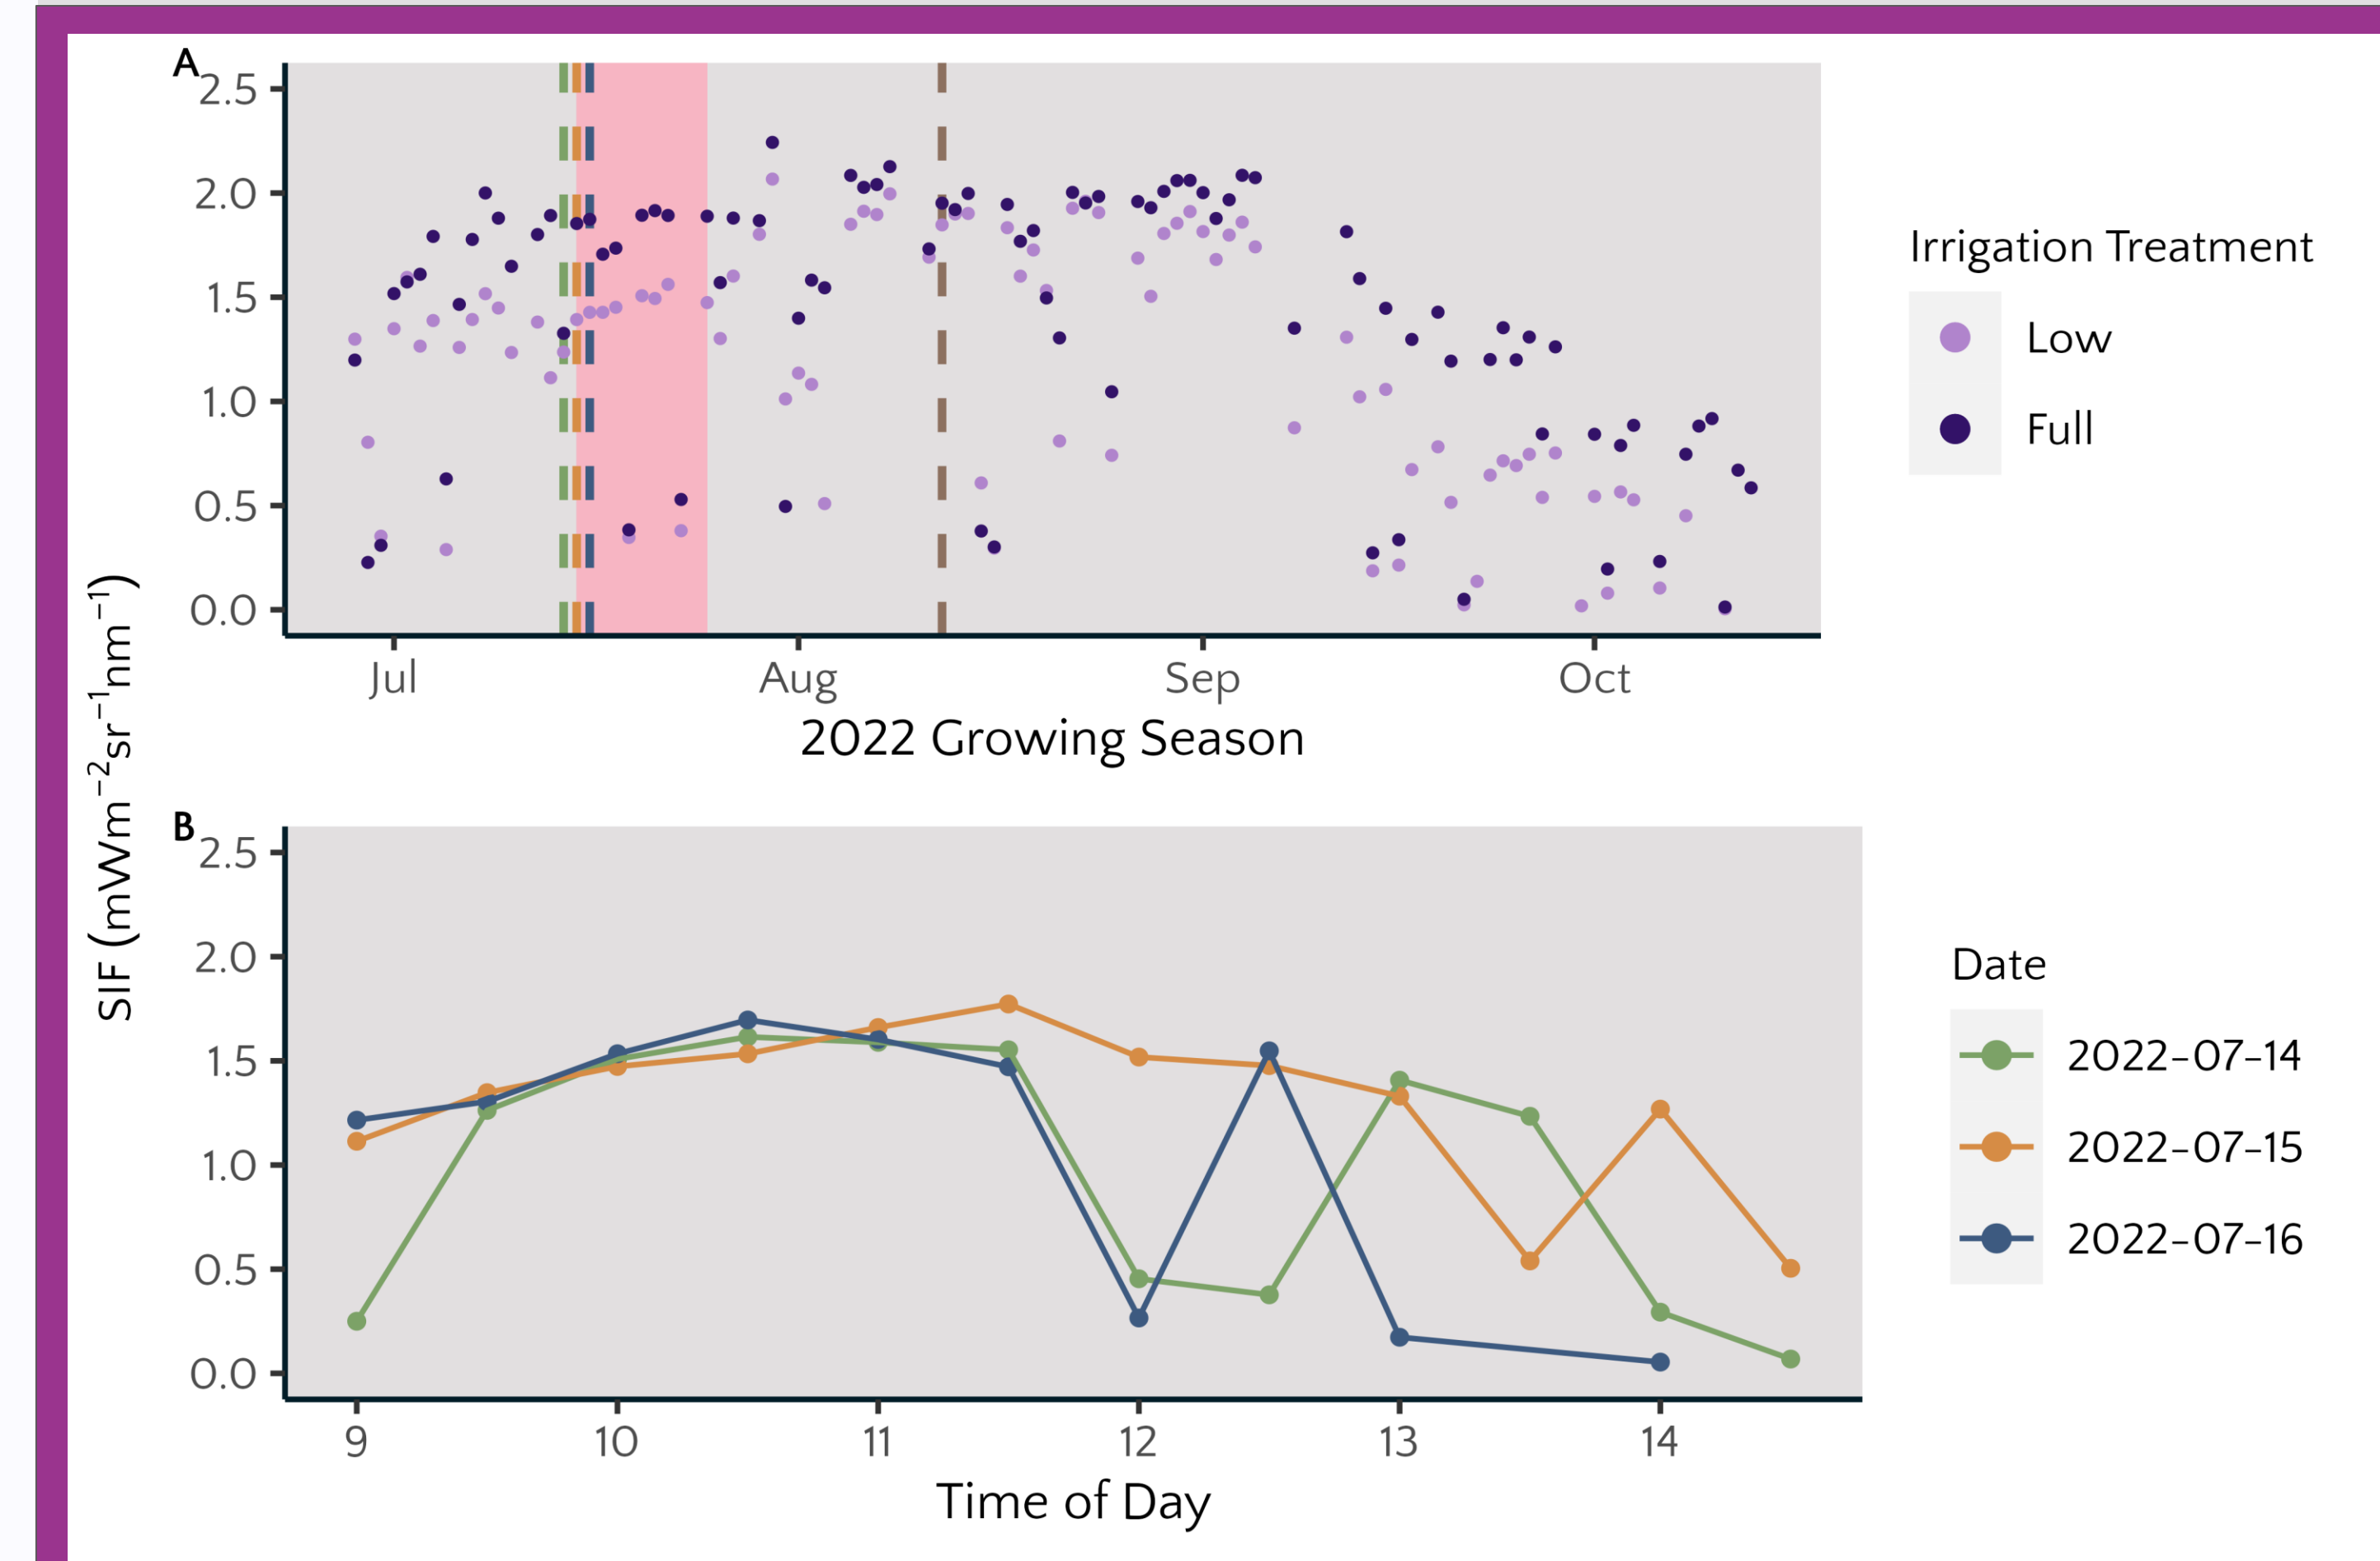 A
2.5
2.0
1.5
1.0
0.5
0.0
Jul Aug Sep Oct
2022 Growing Season
Irrigation Treatment
Low
Full
SIF (mWm⁻²sr⁻¹nm⁻¹)
B
2.5
2.0
1.5
1.0
0.5
0.0
9 10 11 12 13 14
Time of Day
Date
2022-07-14
2022-07-15
2022-07-16